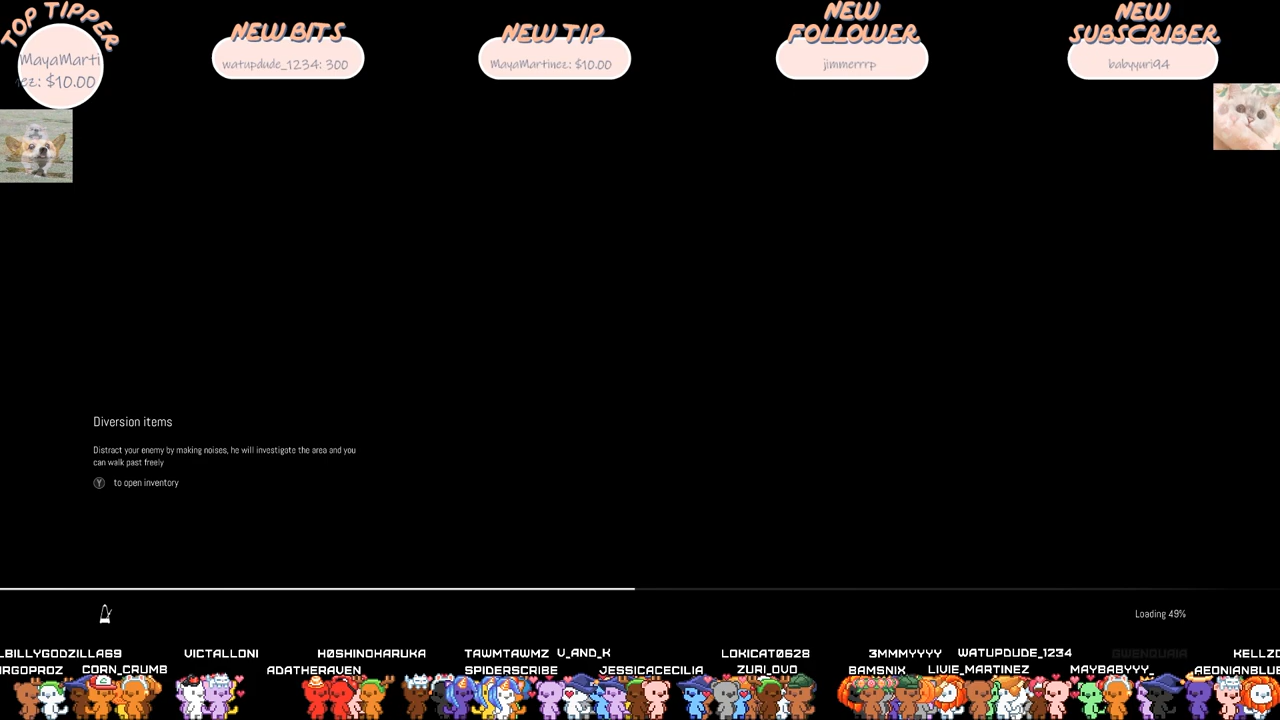 TOP TIPPER
MayaMarti
nez: $10.00
NEW BITS
watupdude_1234: 300
NEW TIP
MayaMartinez: $10.00
NEW
FOLLOWER
jimmerrrp
NEW
SUBSCRIBER
babyyuri94
Diversion items
Distract your enemy by making noises, he will investigate the area and you
can walk past freely
Y to open inventory
Loading 49%
LBILLYGODZILLA69 VICTALLONI H0SHINOHARUKA TAWMTAWMZ V_AND_K LOKICAT0628 3MMMYYYY WATUPDUDE_1234 GWENQUAIA KELLZO
ARGOPROZ CORN_CRUMB ADATHERAVEN SPIDERSCRIBE JESSICACECILIA ZURI_OVO BAMSNIX LIVIE_MARTINEZ MAYBABYYY_ AEONIANBLUE